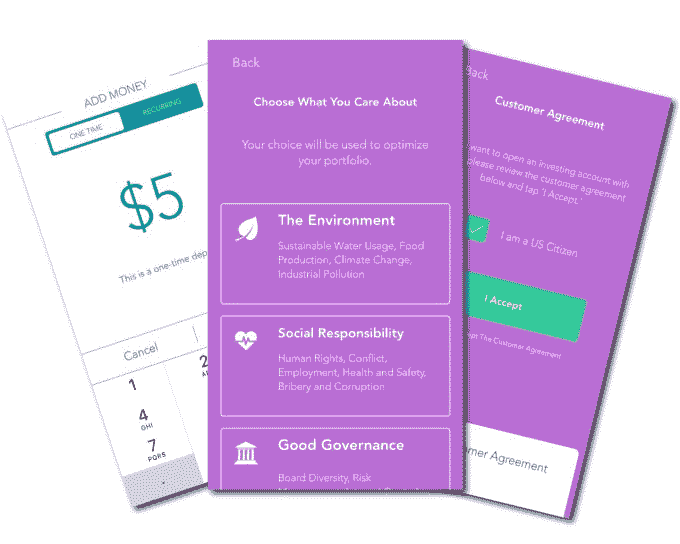 ADD MONEY
ONE TIME
RECURRING
$5
This is a one-time dep
Cancel
1
2
4
GHI
7
PQRS
Back
Choose What You Care About
Your choice will be used to optimize
your portfolio.
The Environment
Sustainable Water Usage, Food
Production, Climate Change,
Industrial Pollution
Social Responsibility
Human Rights, Conflict,
Employment, Health and Safety,
Bribery and Corruption
Good Governance
Board Diversity, Risk
Back
Customer Agreement
want to open an investing account with
please review the customer agreement
below and tap 'I Accept.'
I am a US Citizen
I Accept
pt The Customer Agreement
omer Agreement